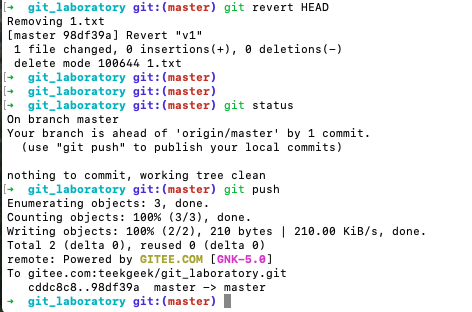 [➜  git_laboratory git:(master) git revert HEAD
Removing 1.txt
[master 98df39a] Revert "v1"
 1 file changed, 0 insertions(+), 0 deletions(-)
 delete mode 100644 1.txt
[➜  git_laboratory git:(master)
[➜  git_laboratory git:(master)
[➜  git_laboratory git:(master) git status
On branch master
Your branch is ahead of 'origin/master' by 1 commit.
  (use "git push" to publish your local commits)

nothing to commit, working tree clean
[➜  git_laboratory git:(master) git push
Enumerating objects: 3, done.
Counting objects: 100% (3/3), done.
Writing objects: 100% (2/2), 210 bytes | 210.00 KiB/s, done.
Total 2 (delta 0), reused 0 (delta 0)
remote: Powered by GITEE.COM [GNK-5.0]
To gitee.com:teekgeek/git_laboratory.git
   cddc8c8..98df39a  master -> master
➜  git_laboratory git:(master)